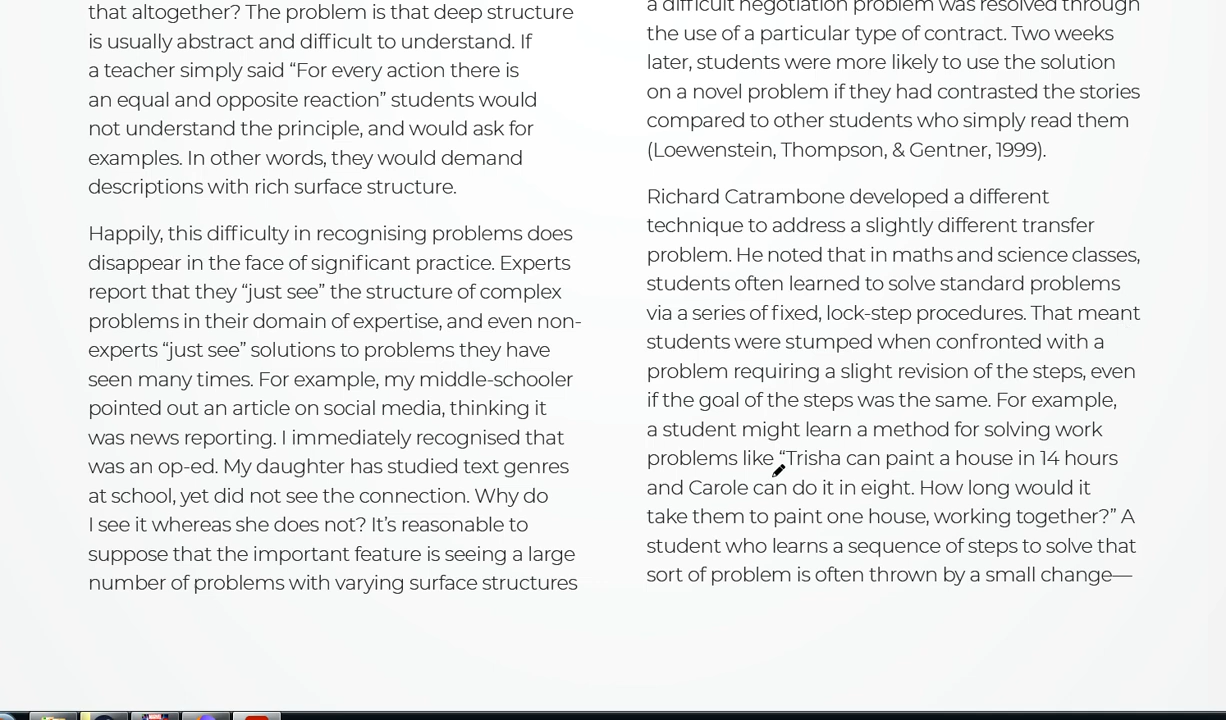 that altogether? The problem is that deep structure
is usually abstract and difficult to understand. If
a teacher simply said “For every action there is
an equal and opposite reaction” students would
not understand the principle, and would ask for
examples. In other words, they would demand
descriptions with rich surface structure.
Happily, this difficulty in recognising problems does
disappear in the face of significant practice. Experts
report that they “just see” the structure of complex
problems in their domain of expertise, and even non-
experts “just see” solutions to problems they have
seen many times. For example, my middle-schooler
pointed out an article on social media, thinking it
was news reporting. I immediately recognised that
was an op-ed. My daughter has studied text genres
at school, yet did not see the connection. Why do
I see it whereas she does not? It’s reasonable to
suppose that the important feature is seeing a large
number of problems with varying surface structures
a difficult negotiation problem was resolved through
the use of a particular type of contract. Two weeks
later, students were more likely to use the solution
on a novel problem if they had contrasted the stories
compared to other students who simply read them
(Loewenstein, Thompson, & Gentner, 1999).
Richard Catrambone developed a different
technique to address a slightly different transfer
problem. He noted that in maths and science classes,
students often learned to solve standard problems
via a series of fixed, lock-step procedures. That meant
students were stumped when confronted with a
problem requiring a slight revision of the steps, even
if the goal of the steps was the same. For example,
a student might learn a method for solving work
problems like “Trisha can paint a house in 14 hours
and Carole can do it in eight. How long would it
take them to paint one house, working together?” A
student who learns a sequence of steps to solve that
sort of problem is often thrown by a small change—